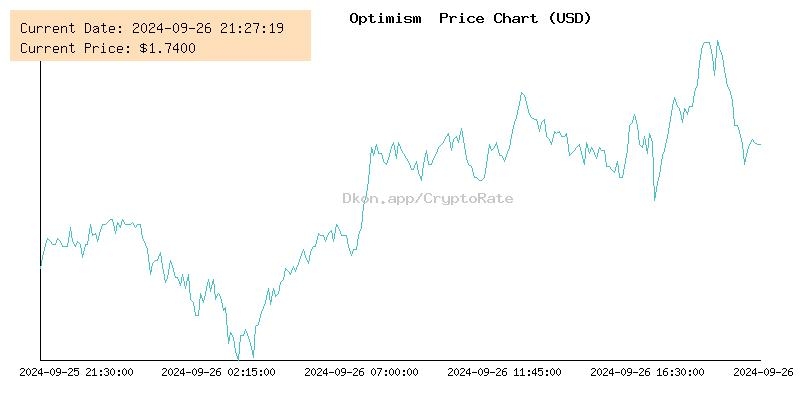 Optimism  Price Chart (USD)
Current Date: 2024-09-26 21:27:19
Current Price: $1.7400
Dkon.app/CryptoRate
2024-09-25 21:30:00 2024-09-26 02:15:00 2024-09-26 07:00:00 2024-09-26 11:45:00 2024-09-26 16:30:00 2024-09-26